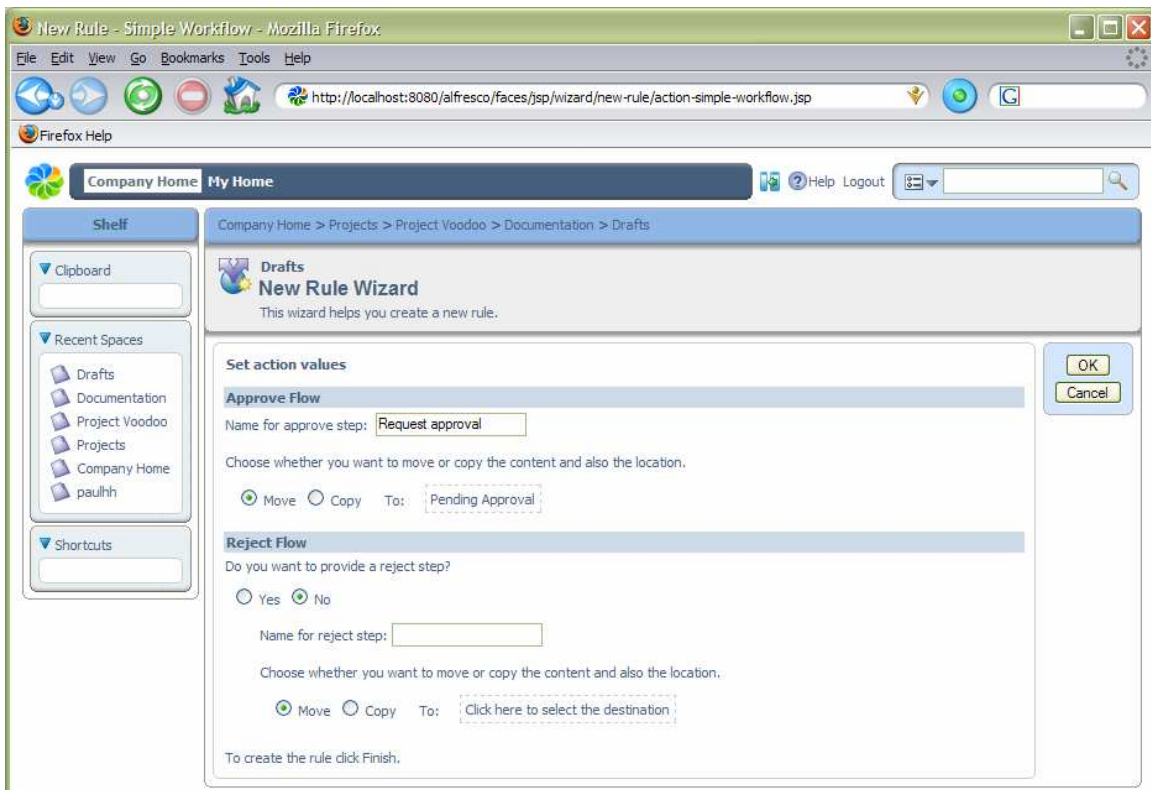 New Rule - Simple Workflow - Mozilla Firefox
File Edit View Go Bookmarks Tools Help
http://localhost:8080/alfresco/faces/jsp/wizard/new-rule/action-simple-workflow.jsp
G
Firefox Help
Company Home My Home
Help Logout
Shelf
Company Home > Projects > Project Voodoo > Documentation > Drafts
Clipboard
Drafts
New Rule Wizard
This wizard helps you create a new rule.
Recent Spaces
Drafts
Documentation
Project Voodoo
Projects
Company Home
paulhh
Shortcuts
Set action values
Approve Flow
Name for approve step: Request approval
Choose whether you want to move or copy the content and also the location.
Move Copy To: Pending Approval
Reject Flow
Do you want to provide a reject step?
Yes No
Name for reject step:
Choose whether you want to move or copy the content and also the location.
Move Copy To: Click here to select the destination
To create the rule click Finish.
OK
Cancel